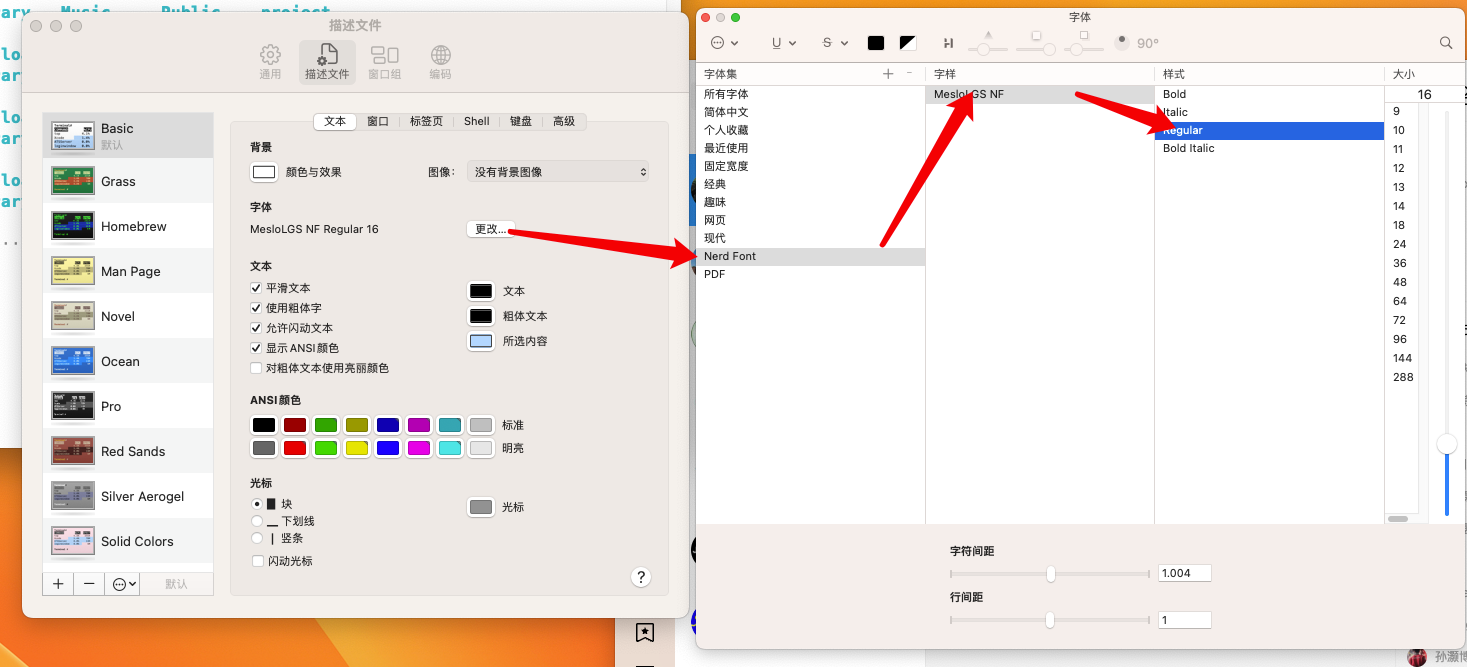 ary Music Public project
描述文件
通用 描述文件 窗口组 编码
Basic
默认
Grass
Homebrew
Man Page
Novel
Ocean
Pro
Red Sands
Silver Aerogel
Solid Colors
默认
文本 窗口 标签页 Shell 键盘 高级
背景
颜色与效果 图像： 没有背景图像
字体
MesloLGS NF Regular 16 更改...
文本
平滑文本
使用粗体字
允许闪动文本
显示 ANSI 颜色
对粗体文本使用亮丽颜色
文本
粗体文本
所选内容
ANSI 颜色
标准
明亮
光标
块
下划线
竖条
闪动光标
光标
?
字体
U S H 90°
字体集 + − 字样 样式 大小
所有字体
简体中文
个人收藏
最近使用
固定宽度
经典
趣味
网页
现代
Nerd Font
PDF
MesloLGS NF
Bold
Italic
Regular
Bold Italic
16
9
10
11
12
13
14
18
24
36
48
64
72
96
144
288
字符间距
1.004
行间距
1
孙灏博